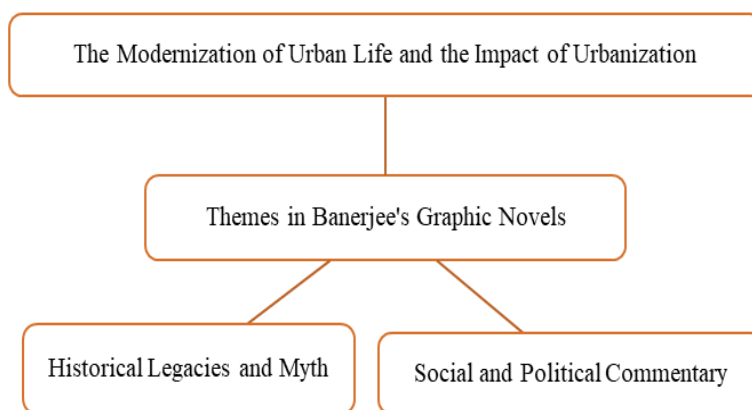 The Modernization of Urban Life and the Impact of Urbanization
Themes in Banerjee's Graphic Novels
Historical Legacies and Myth
Social and Political Commentary